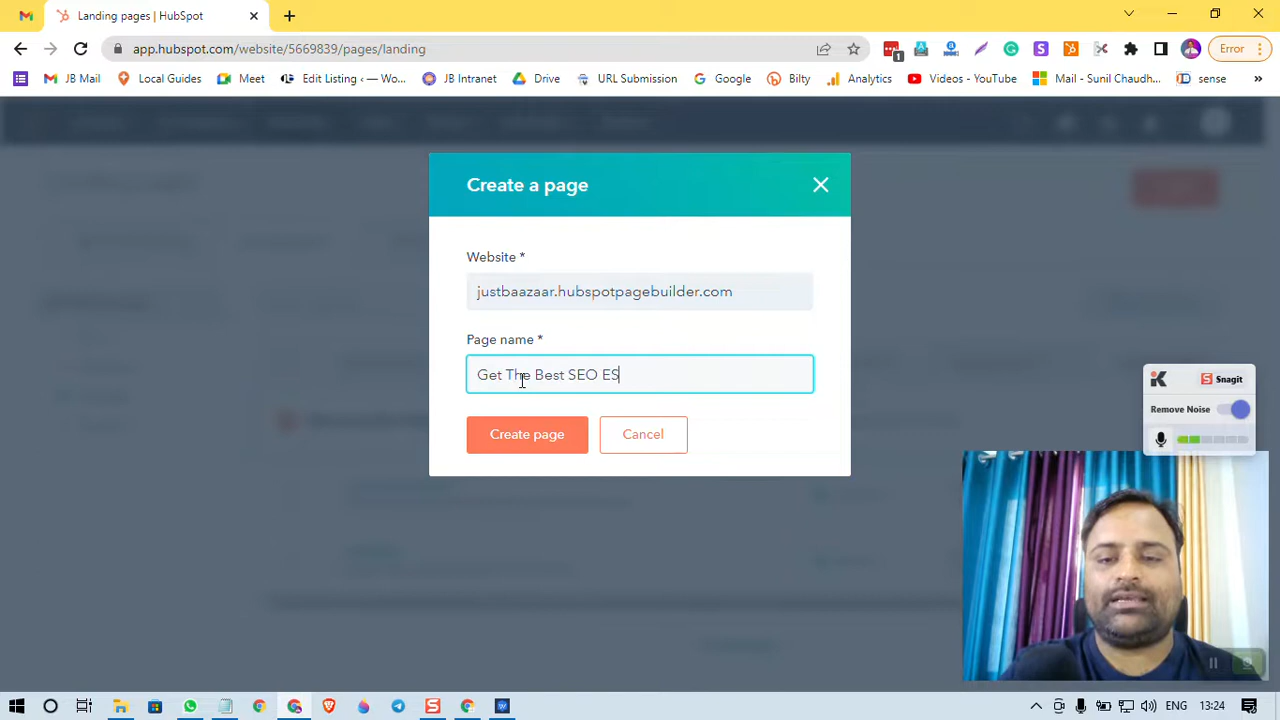 Landing pages | HubSpot
app.hubspot.com/website/5669839/pages/landing
1
Error
JB Mail
Local Guides
Meet
Edit Listing ‹ — Wo...
JB Intranet
Drive
URL Submission
Google
Bilty
Analytics
Videos - YouTube
Mail - Sunil Chaudh...
sense
»
Create a page
Website *
justbaazaar.hubspotpagebuilder.com
Page name *
Get The Best SEO ES
Create page
Cancel
Snagit
Remove Noise
ENG
13:24